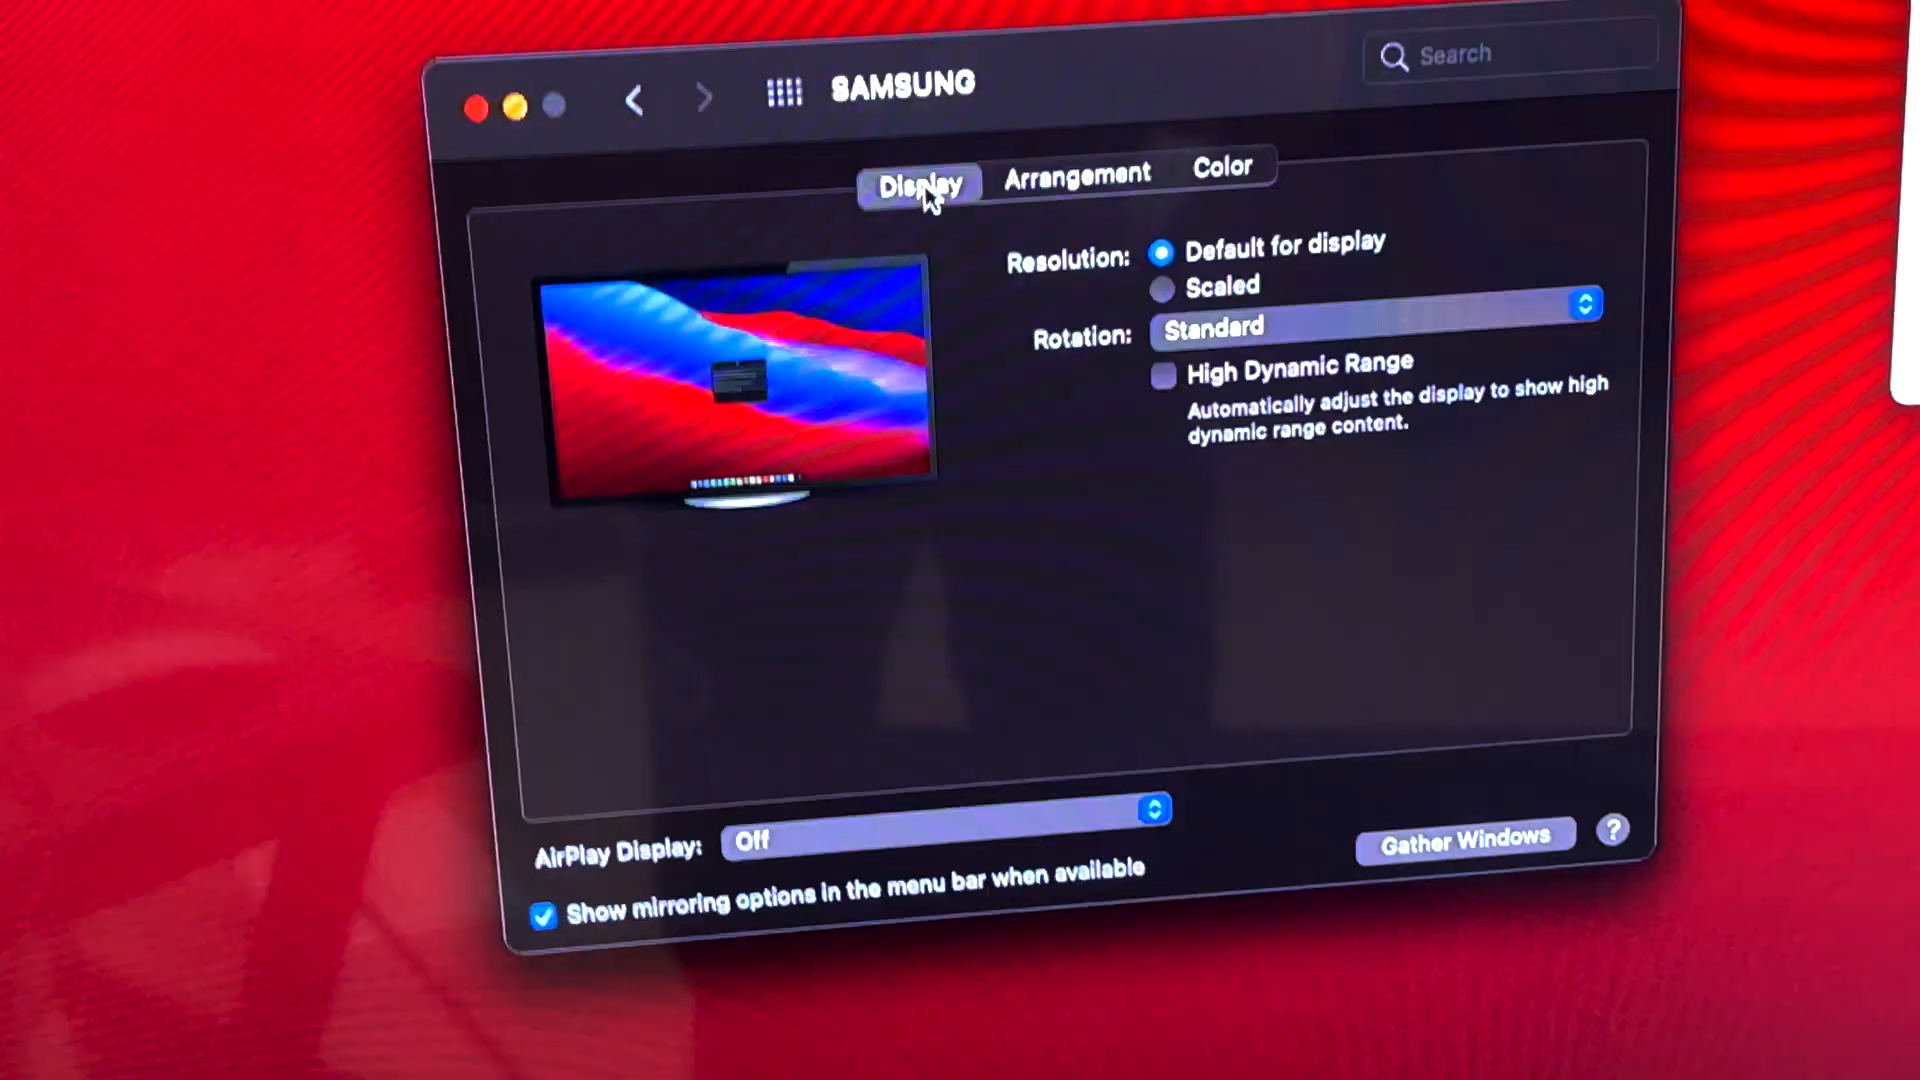 SAMSUNG
Search
Display
Arrangement
Color
Resolution:
Default for display
Scaled
Rotation:
Standard
High Dynamic Range
Automatically adjust the display to show high
dynamic range content.
AirPlay Display:
Off
Gather Windows
?
Show mirroring options in the menu bar when available